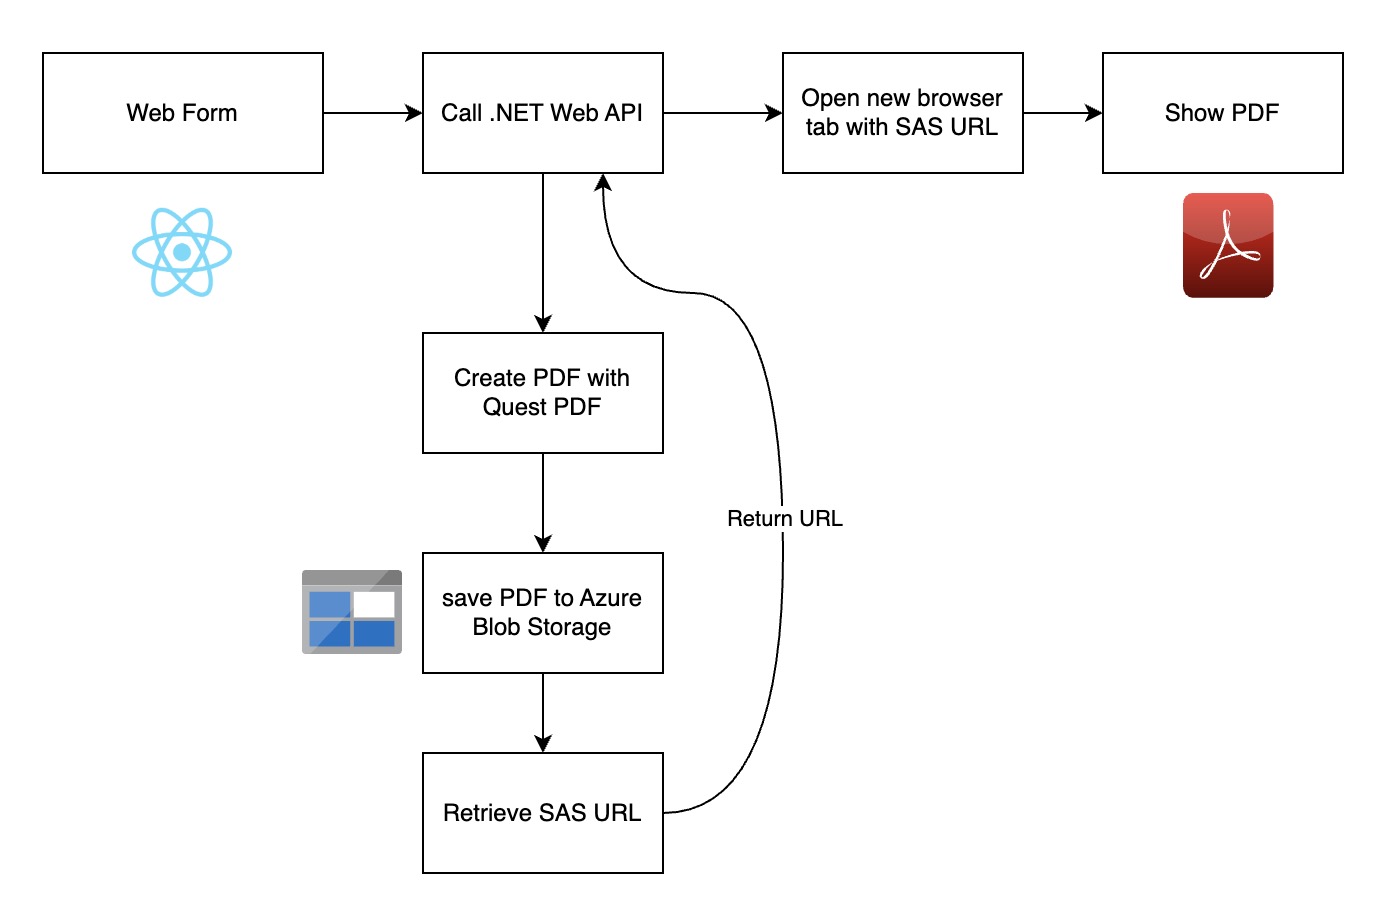 Web Form
Call .NET Web API
Open new browser
tab with SAS URL
Show PDF
Create PDF with
Quest PDF
Return URL
save PDF to Azure
Blob Storage
Retrieve SAS URL